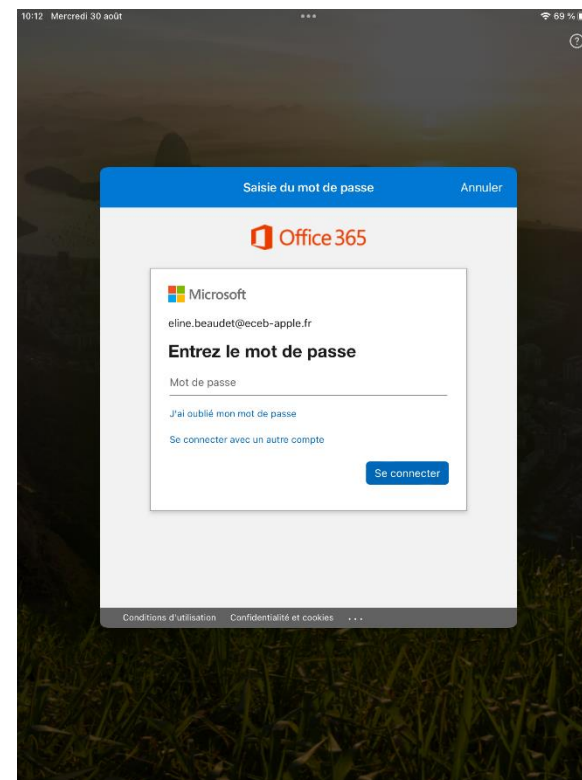 10:12 Mercredi 30 août
69 %
Saisie du mot de passe Annuler
Office 365
Microsoft
eline.beaudet@eceb-apple.fr
Entrez le mot de passe
Mot de passe
J'ai oublié mon mot de passe
Se connecter avec un autre compte
Se connecter
Conditions d'utilisation Confidentialité et cookies ...